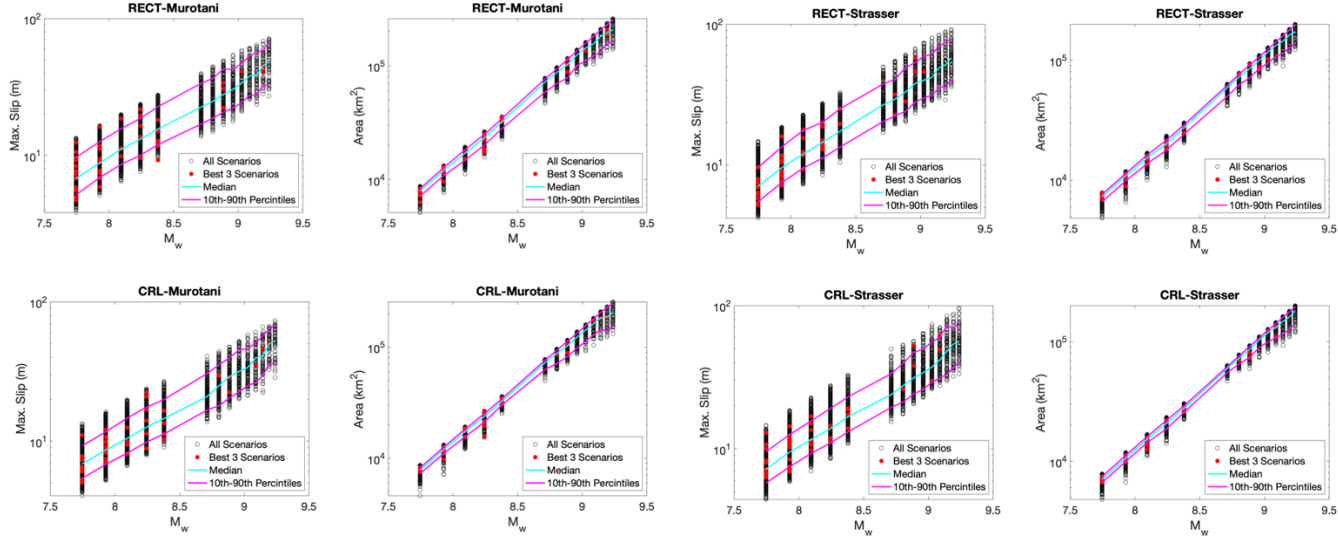 RECT-Murotani
10²
Max. Slip (m)
10¹
All Scenarios
Best 3 Scenarios
Median
10th-90th Percentiles
7.5 8 8.5 9 9.5
M_w
RECT-Murotani
Area (km²)
10⁵
10⁴
All Scenarios
Best 3 Scenarios
Median
10th-90th Percentiles
7.5 8 8.5 9 9.5
M_w
RECT-Strasser
10²
Max. Slip (m)
10¹
All Scenarios
Best 3 Scenarios
Median
10th-90th Percentiles
7.5 8 8.5 9 9.5
M_w
RECT-Strasser
Area (km²)
10⁵
10⁴
All Scenarios
Best 3 Scenarios
Median
10th-90th Percentiles
7.5 8 8.5 9 9.5
M_w
CRL-Murotani
10²
Max. Slip (m)
10¹
All Scenarios
Best 3 Scenarios
Median
10th-90th Percentiles
7.5 8 8.5 9 9.5
M_w
CRL-Murotani
Area (km²)
10⁵
10⁴
All Scenarios
Best 3 Scenarios
Median
10th-90th Percentiles
7.5 8 8.5 9 9.5
M_w
CRL-Strasser
10²
Max. Slip (m)
10¹
All Scenarios
Best 3 Scenarios
Median
10th-90th Percentiles
7.5 8 8.5 9 9.5
M_w
CRL-Strasser
Area (km²)
10⁵
10⁴
All Scenarios
Best 3 Scenarios
Median
10th-90th Percentiles
7.5 8 8.5 9 9.5
M_w